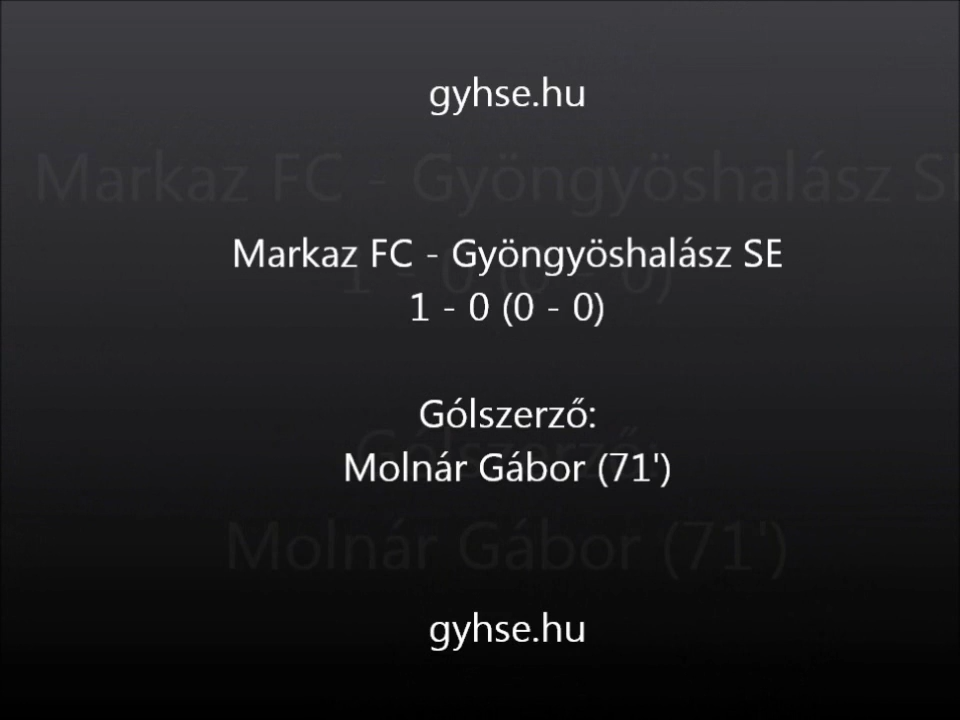 gyhse.hu
Markaz FC - Gyöngyöshalász SE
1 - 0 (0 - 0)
Gólszerző:
Molnár Gábor (71')
gyhse.hu